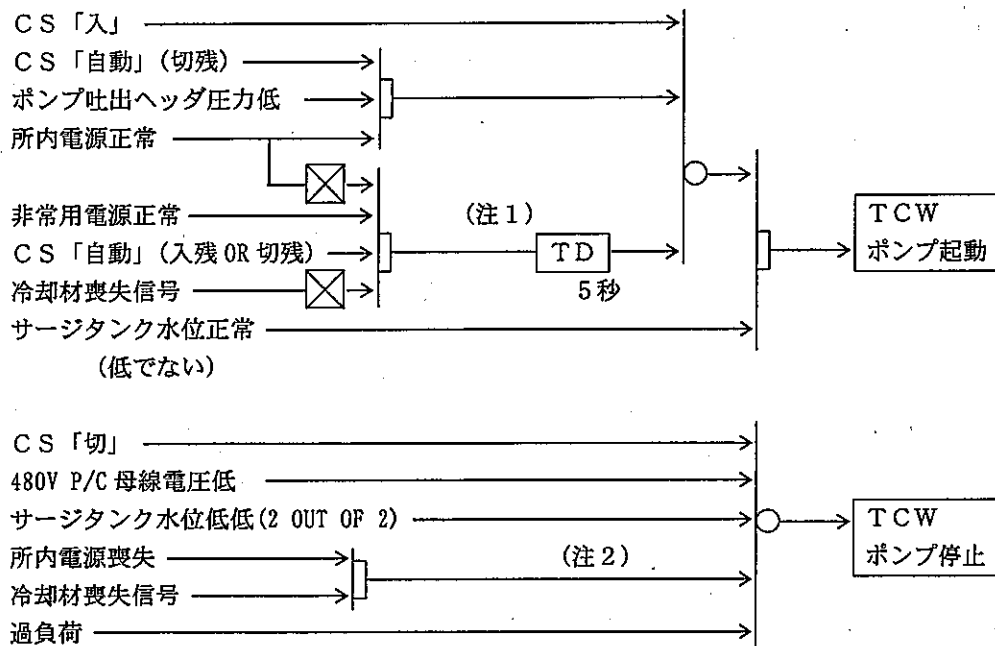 CS「入」
CS「自動」(切残)
ポンプ吐出ヘッダ圧力低
所内電源正常
非常用電源正常
(注1)
CS「自動」(入残 OR 切残)
TD
冷却材喪失信号
5秒
サージタンク水位正常
(低でない)
TCW
ポンプ起動
CS「切」
480V P/C 母線電圧低
サージタンク水位低低(2 OUT OF 2)
所内電源喪失
(注2)
冷却材喪失信号
過負荷
TCW
ポンプ停止